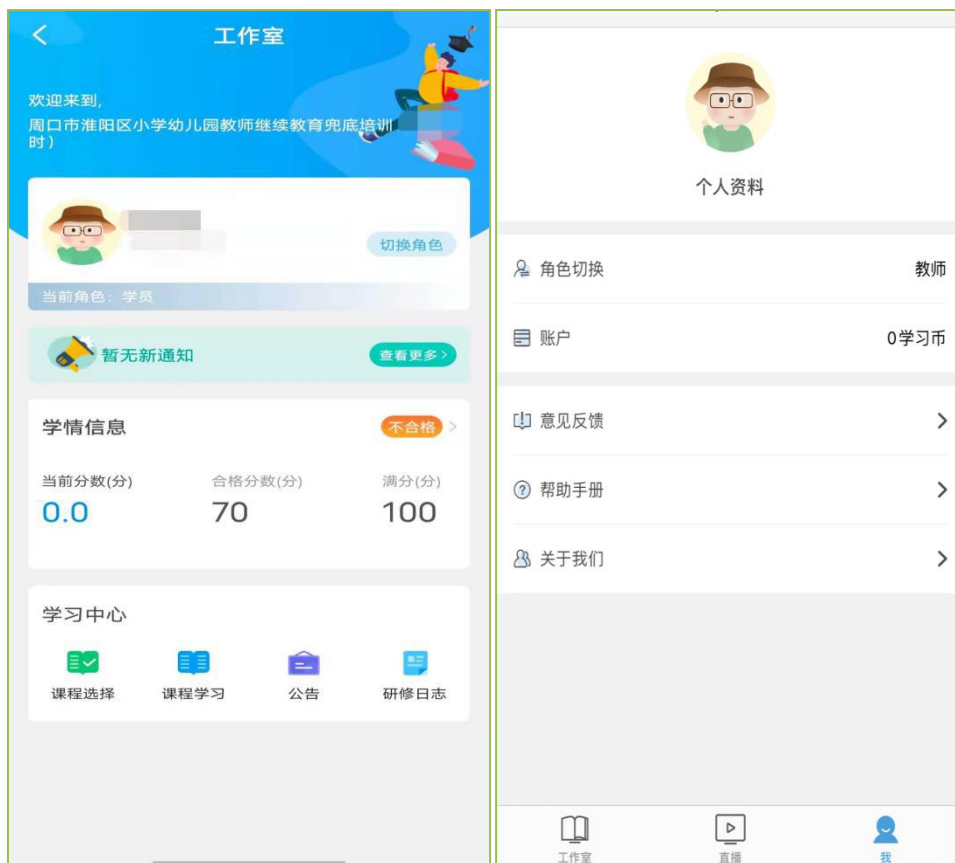 工作室
欢迎来到,
周口市淮阳区小学幼儿园教师继续教育兜底培训
时）
切换角色
当前角色：学员
暂无新通知
查看更多>
学情信息
不合格 >
当前分数(分) 合格分数(分) 满分(分)
0.0 70 100
学习中心
课程选择 课程学习 公告 研修日志
个人资料
角色切换 教师
账户 0学习币
意见反馈
帮助手册
关于我们
工作室 直播 我